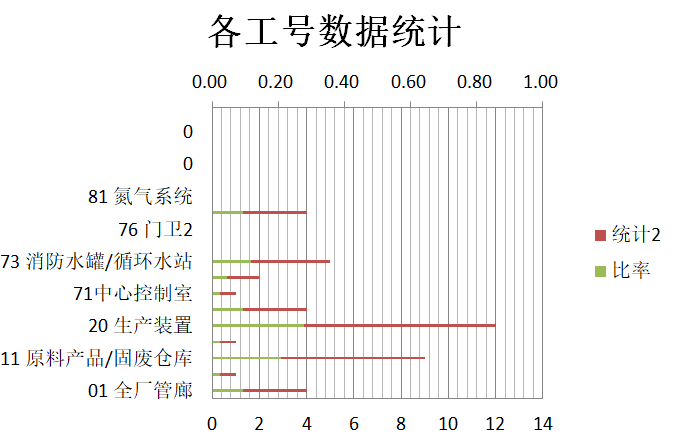 各工号数据统计
0.00 0.20 0.40 0.60 0.80 1.00
0
0
81 氮气系统
76 门卫2
73 消防水罐/循环水站
71中心控制室
20 生产装置
11 原料产品/固废仓库
01 全厂管廊
0 2 4 6 8 10 12 14
统计2
比率